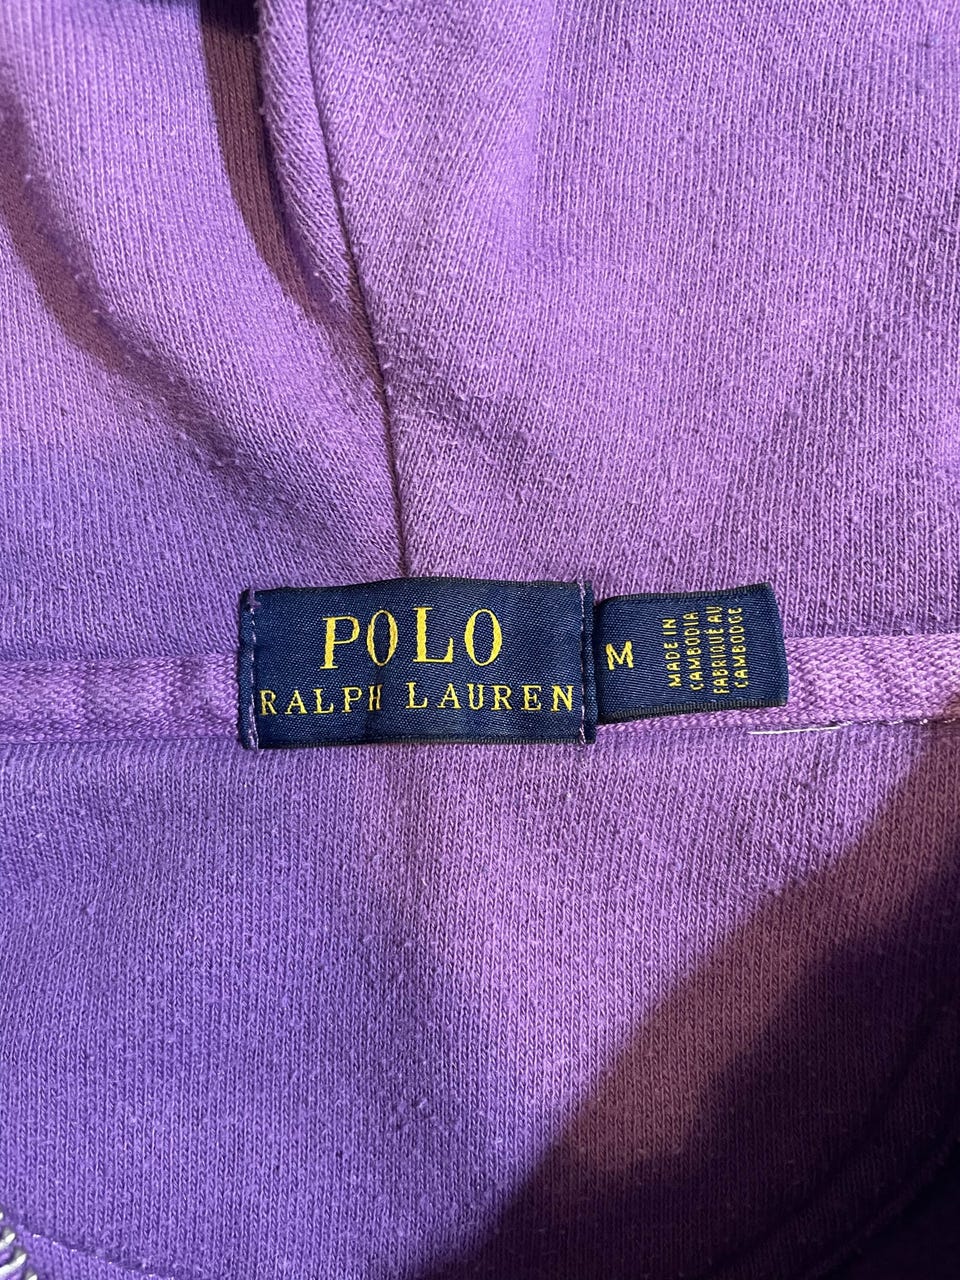 POLO
RALPH LAUREN
M
MADE IN
CAMBODIA
FABRIQUÉ AU
CAMBODGE